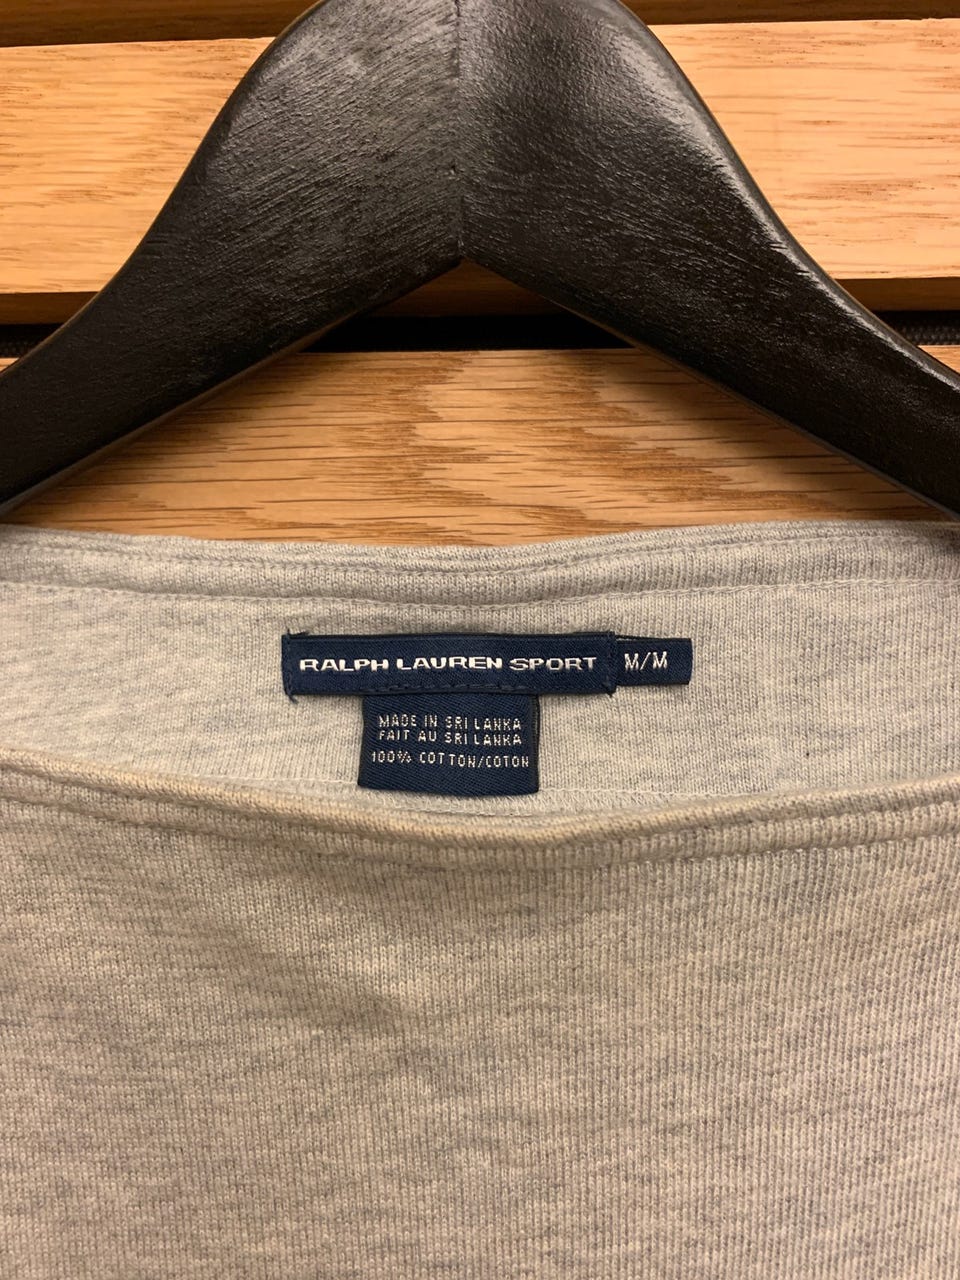 RALPH LAUREN SPORT
M/M
MADE IN SRI LANKA
FAIT AU SRI LANKA
100% COTTON/COTON